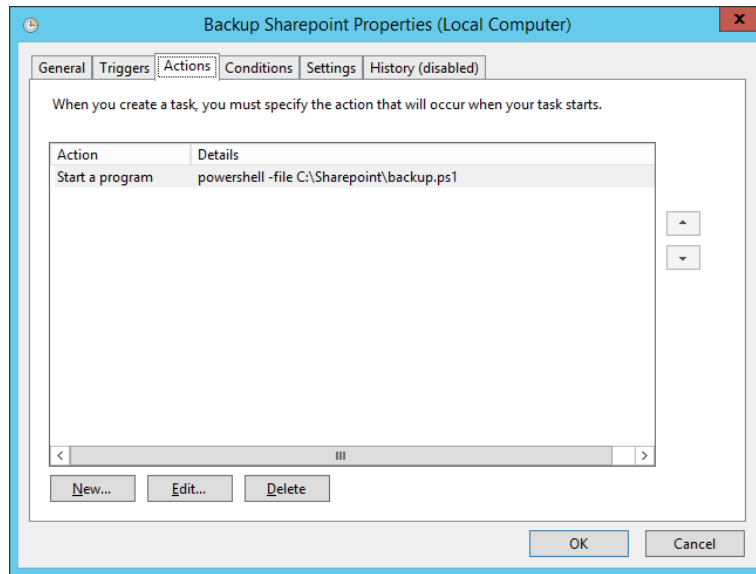 Backup Sharepoint Properties (Local Computer)
x
General Triggers Actions Conditions Settings History (disabled)
When you create a task, you must specify the action that will occur when your task starts.
Action Details
Start a program powershell -file C:\Sharepoint\backup.ps1
New... Edit... Delete
OK Cancel